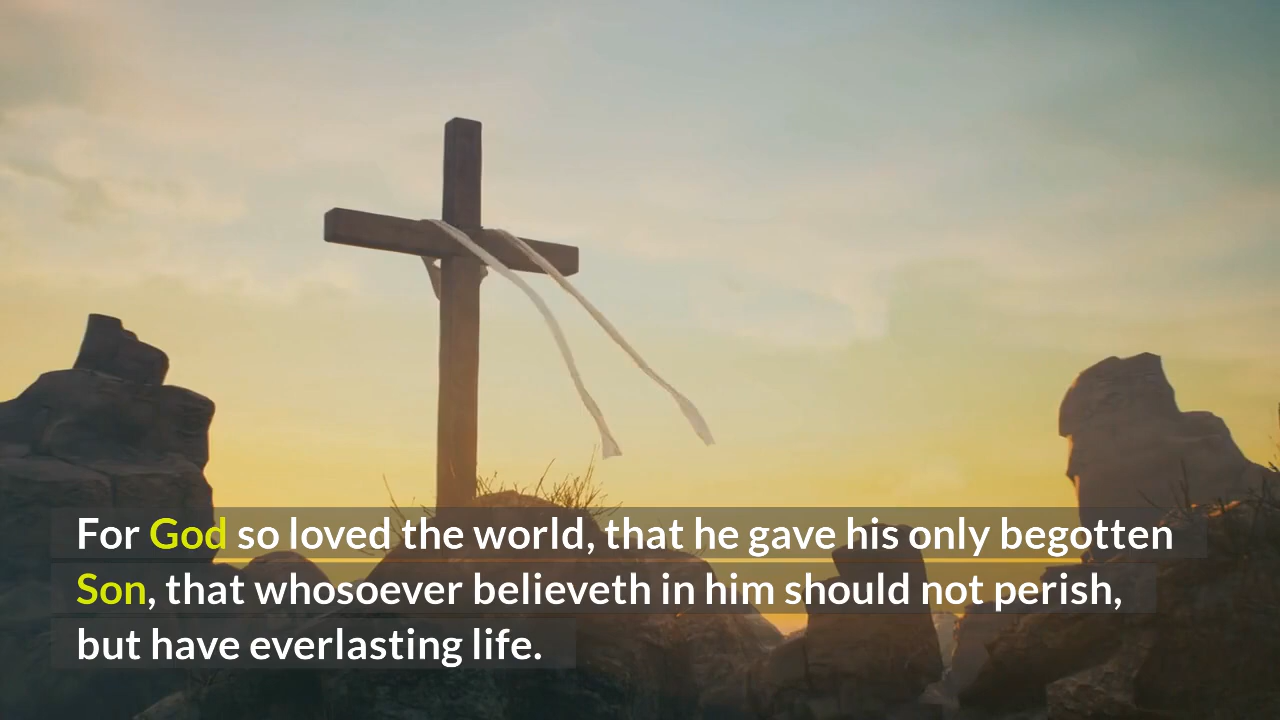 For God so loved the world, that he gave his only begotten
Son, that whosoever believeth in him should not perish,
but have everlasting life.